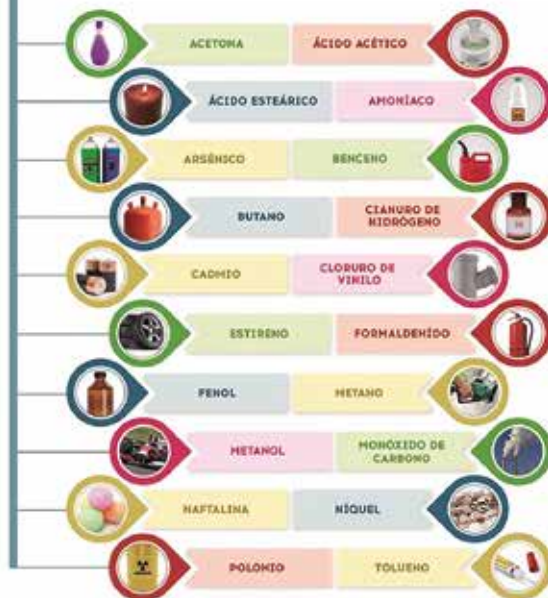 ACETONA
ÁCIDO ACÉTICO
ÁCIDO ESTEÁRICO
AMONÍACO
ARSÉNICO
BENCENO
BUTANO
CIANURO DE
HIDRÓGENO
CADMIO
CLORURO DE
VINILO
ESTIRENO
FORMALDEHÍDO
FENOL
METANO
METANOL
MONÓXIDO DE
CARBONO
NAFTALINA
NÍQUEL
POLONIO
TOLUENO